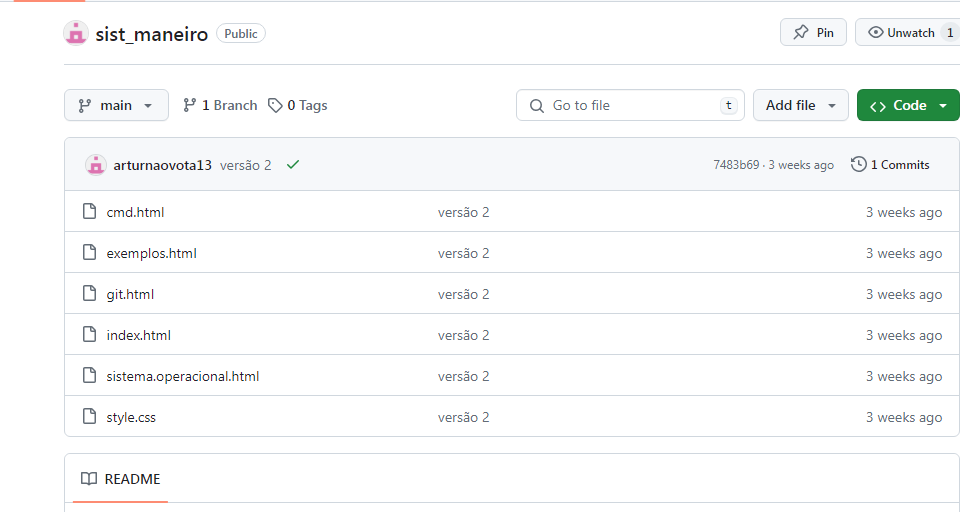 sist_maneiro Public Pin Unwatch 1
main 1 Branch 0 Tags Go to file t Add file Code
arturnaovota13 versão 2 7483b69 · 3 weeks ago 1 Commits
cmd.html versão 2 3 weeks ago
exemplos.html versão 2 3 weeks ago
git.html versão 2 3 weeks ago
index.html versão 2 3 weeks ago
sistema.operacional.html versão 2 3 weeks ago
style.css versão 2 3 weeks ago
README